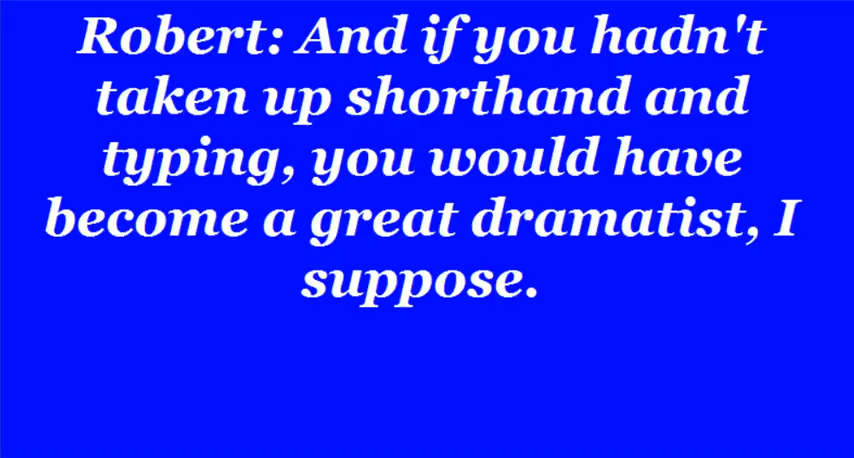 Robert: And if you hadn't
taken up shorthand and
typing, you would have
become a great dramatist, I
suppose.